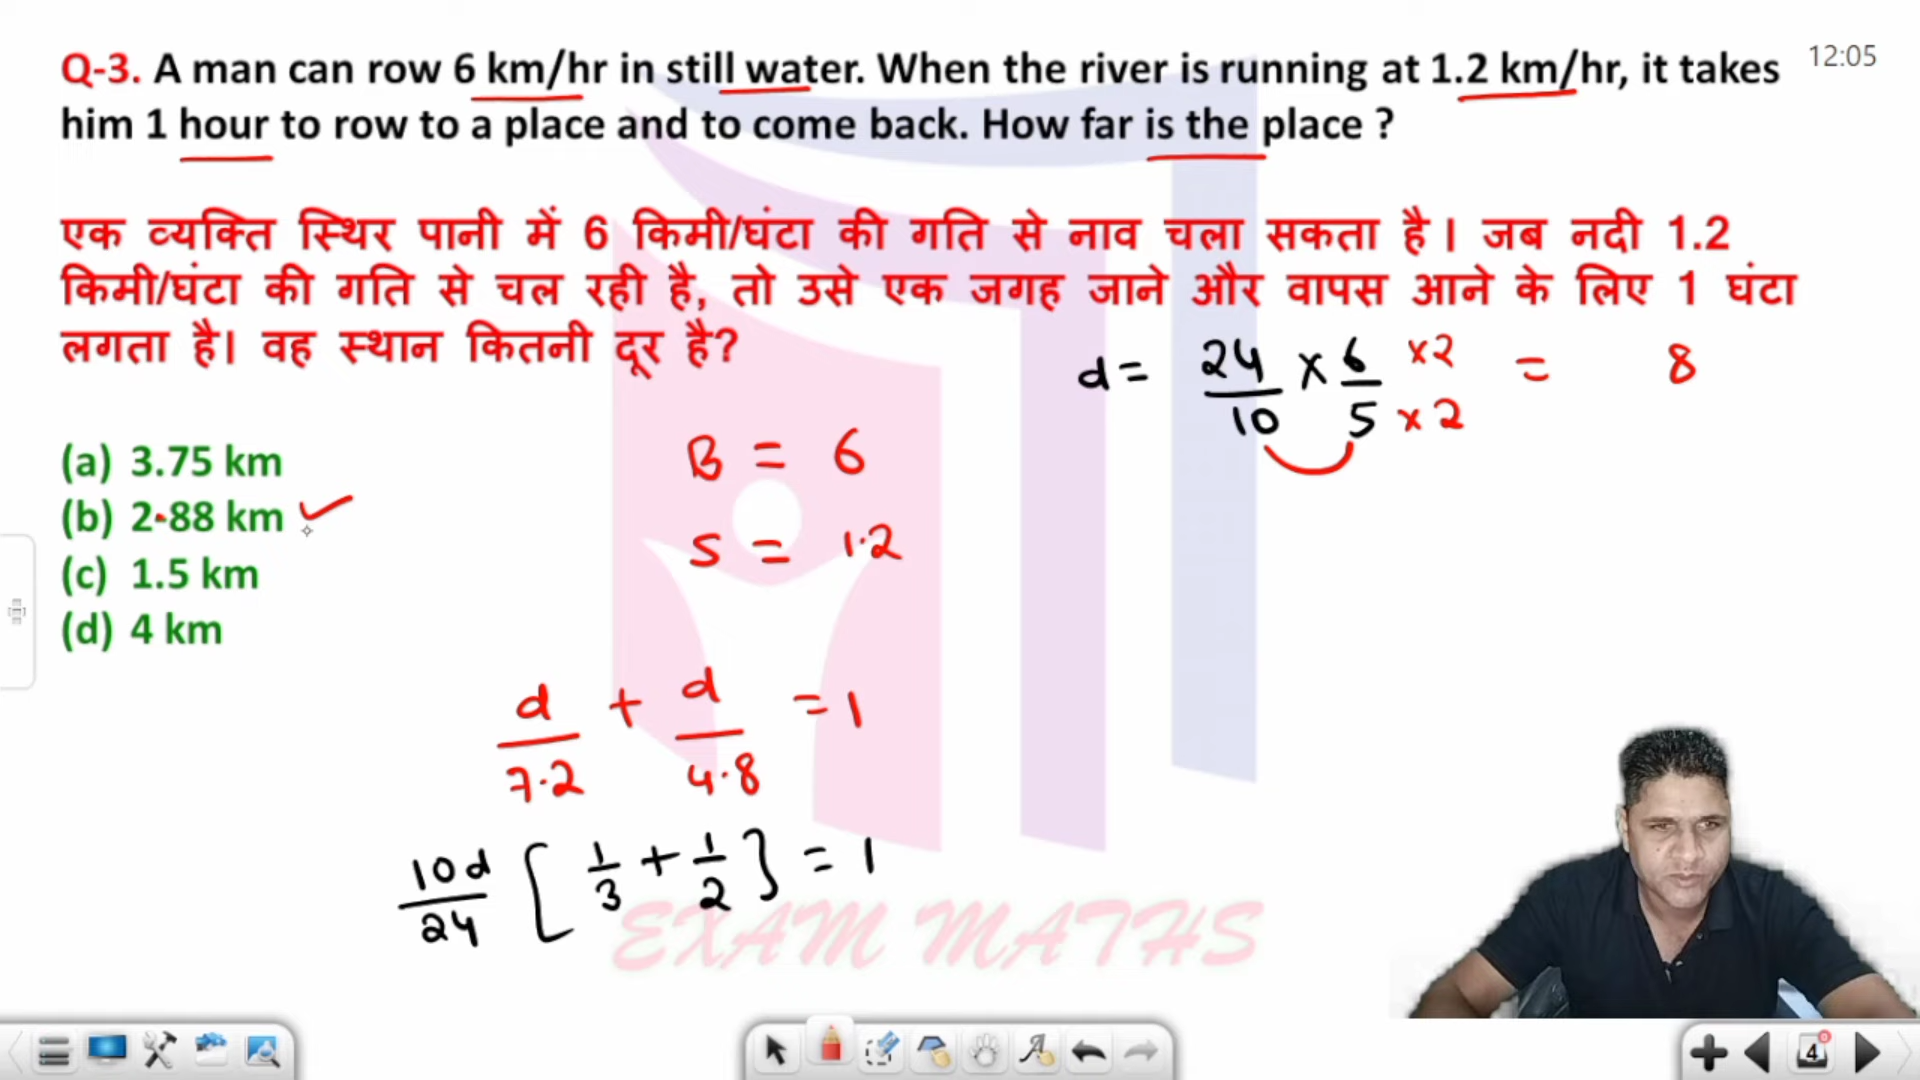 Q-3. A man can row 6 km/hr in still water. When the river is running at 1.2 km/hr, it takes
him 1 hour to row to a place and to come back. How far is the place ?
12:05
एक व्यक्ति स्थिर पानी में 6 किमी/घंटा की गति से नाव चला सकता है। जब नदी 1.2
किमी/घंटा की गति से चल रही है, तो उसे एक जगह जाने और वापस आने के लिए 1 घंटा
लगता है। वह स्थान कितनी दूर है?
d = 24/10 × 6/5 ×2/×2 = 8
(a) 3.75 km
(b) 2.88 km ✓
(c) 1.5 km
(d) 4 km
B = 6
S = 1.2
d/7.2 + d/4.8 = 1
10d/24 [1/3 + 1/2] = 1
EXAM MATHS
4
0